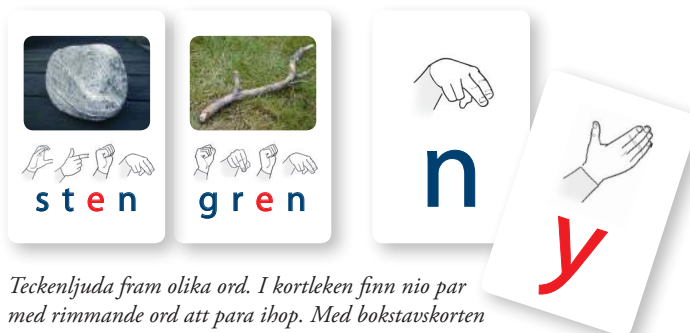 sten
gren
n
y
Teckenljuda fram olika ord. I kortleken finn nio par
med rimmande ord att para ihop. Med bokstavskorten